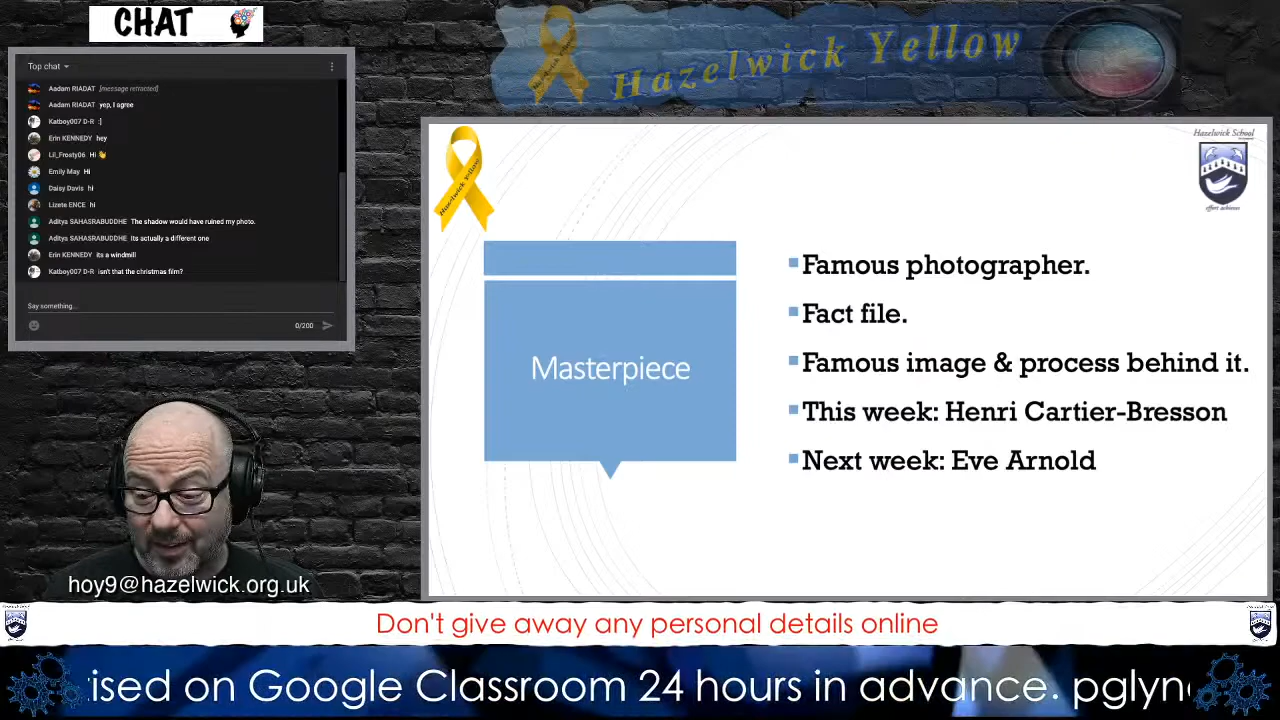 CHAT
Hazelwick Yellow
Top chat
Aadam RIADAT [message retracted]
Aadam RIADAT yep, I agree
Katboy007 D-R :]
Erin KENNEDY hey
Lil_Frosty06 Hi 👋
Emily May Hi
Daisy Davis hi
Lizete ENCE hi
Aditya SAHASRABUDDHE The shadow would have ruined my photo.
Aditya SAHASRABUDDHE Its actually a different one
Erin KENNEDY its a windmill
Katboy007 D-R isn't that the christmas film?
Say something...
0/200
Hazelwick Yellow
Hazelwick School
effort achieves
Masterpiece
Famous photographer.
Fact file.
Famous image & process behind it.
This week: Henri Cartier-Bresson
Next week: Eve Arnold
hoy9@hazelwick.org.uk
Don't give away any personal details online
ised on Google Classroom 24 hours in advance. pglyn